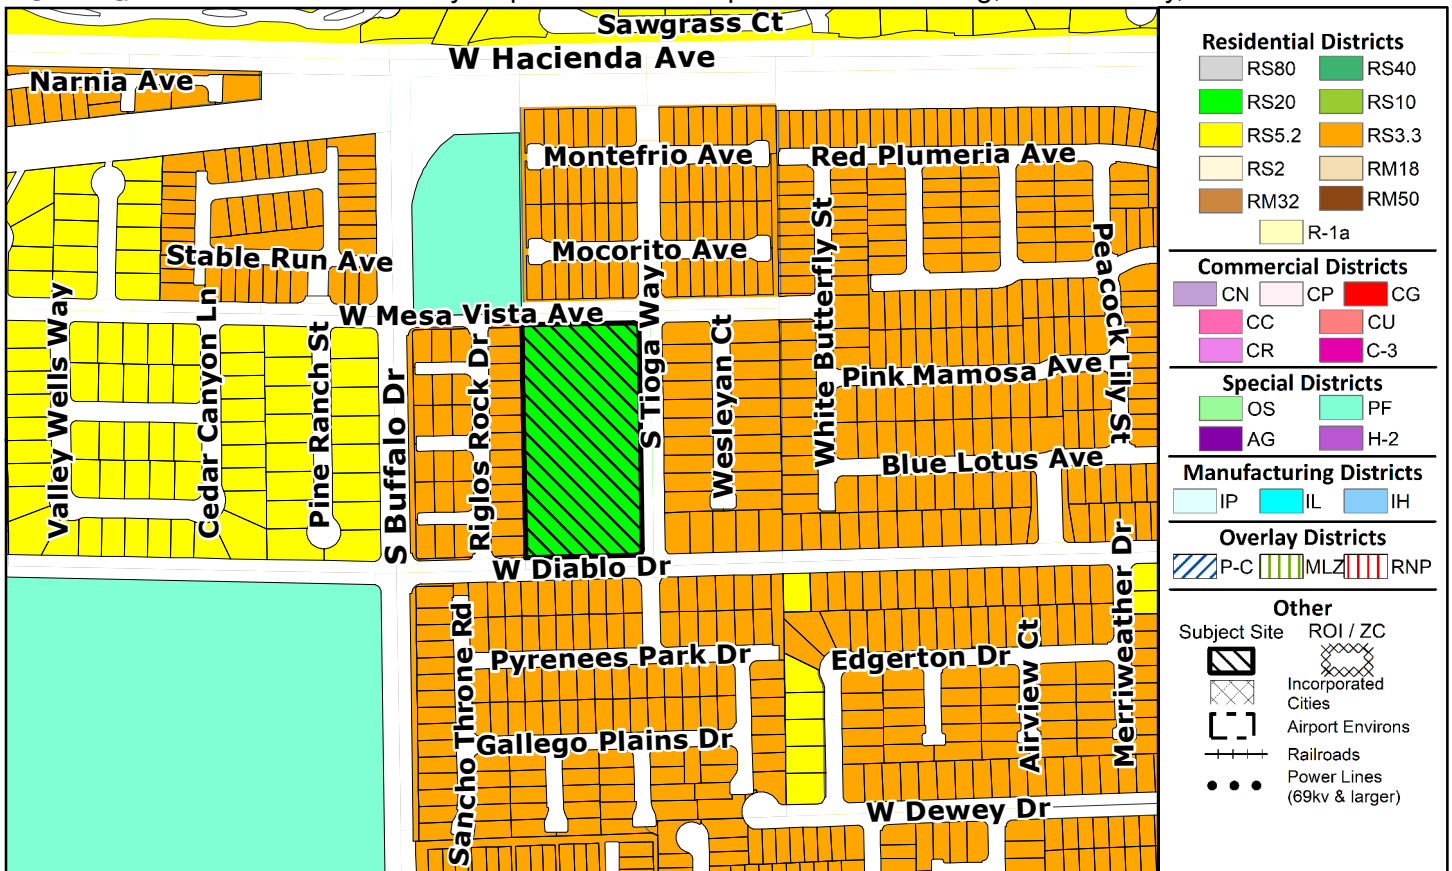 Sawgrass Ct
W Hacienda Ave
Narnia Ave
Montefrio Ave
Red Plumeria Ave
Stable Run Ave
Mocorito Ave
W Mesa Vista Ave
Valley Wells Way
Cedar Canyon Ln
Pine Ranch St
S Buffalo Dr
Riglos Rock Dr
S Tioga Way
Wesleyan Ct
White Butterfly St
Peacock Lily St
Pink Mamosa Ave
Blue Lotus Ave
W Diablo Dr
Sancho Throne Rd
Pyrenees Park Dr
Edgerton Dr
Airview Ct
Merriweather Dr
Gallego Plains Dr
W Dewey Dr
Residential Districts
RS80 RS40
RS20 RS10
RS5.2 RS3.3
RS2 RM18
RM32 RM50
R-1a
Commercial Districts
CN CP CG
CC CU
CR C-3
Special Districts
OS PF
AG H-2
Manufacturing Districts
IP IL IH
Overlay Districts
P-C MLZ RNP
Other
Subject Site ROI / ZC
Incorporated
Cities
Airport Environs
Railroads
Power Lines
(69kv & larger)